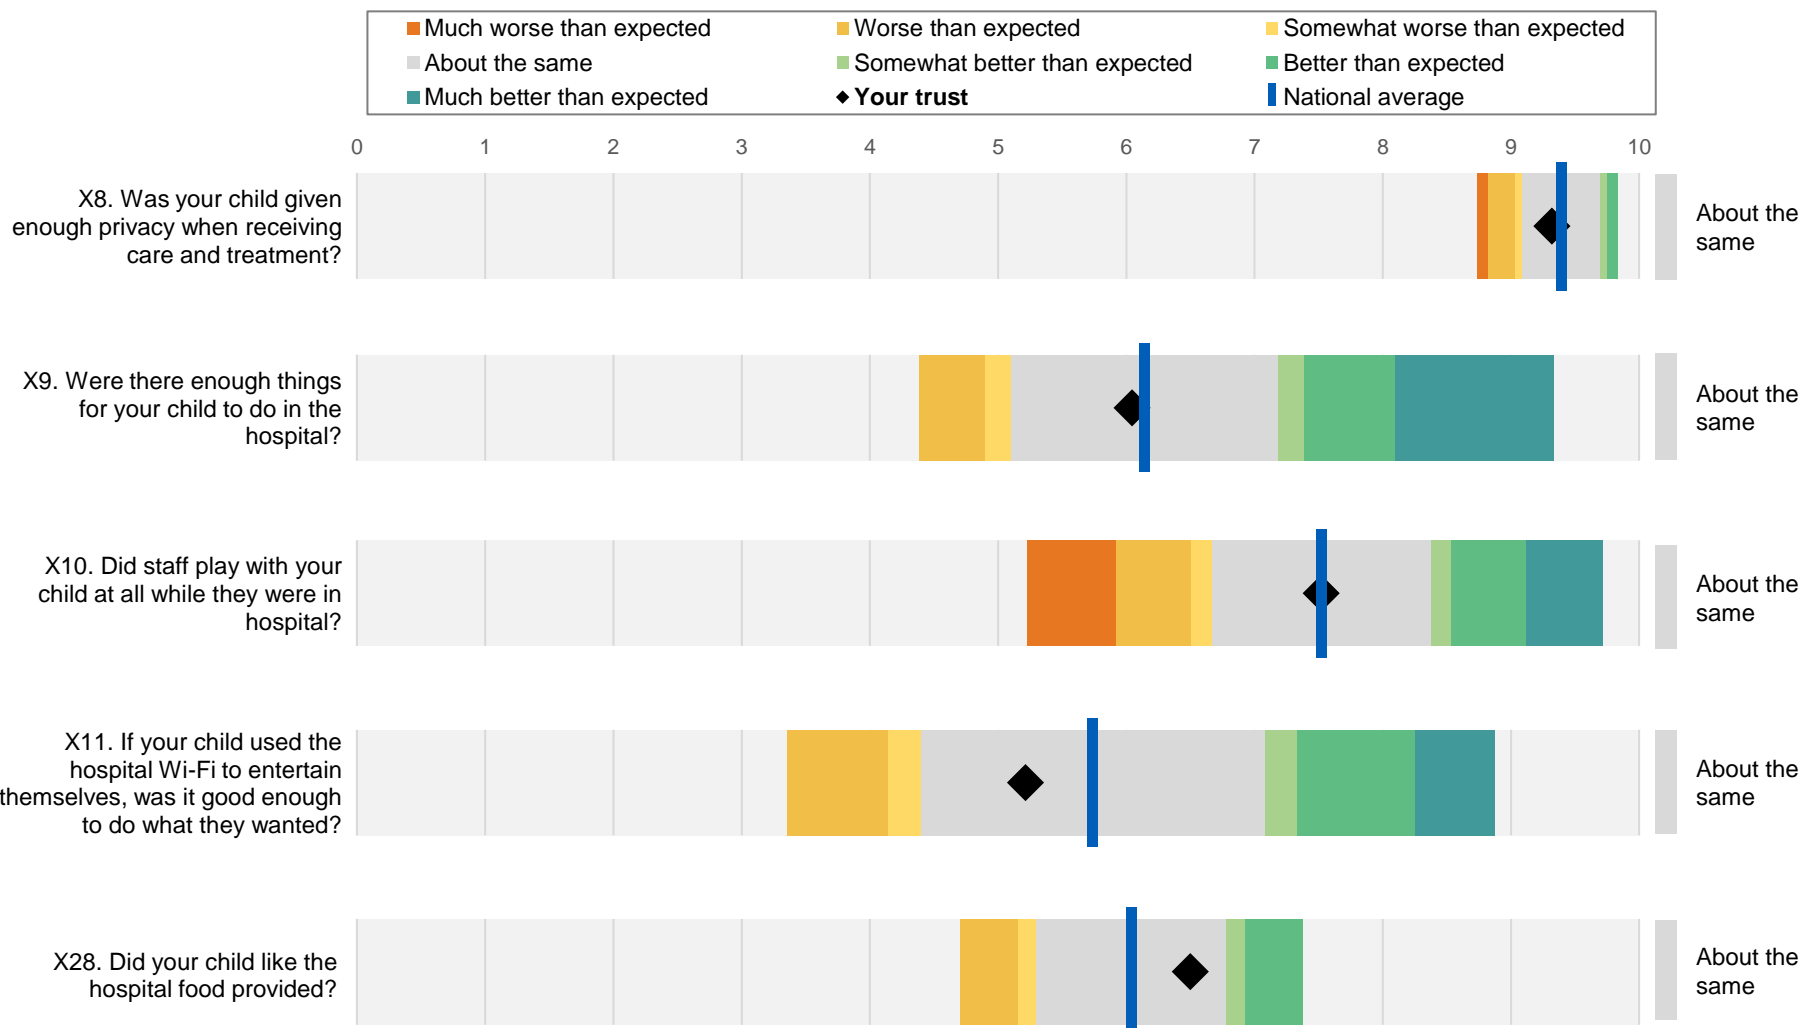 Much worse than expected
Worse than expected
Somewhat worse than expected
About the same
Somewhat better than expected
Better than expected
Much better than expected
Your trust
National average
0 1 2 3 4 5 6 7 8 9 10
X8. Was your child given
enough privacy when receiving
care and treatment?
About the
same
X9. Were there enough things
for your child to do in the
hospital?
About the
same
X10. Did staff play with your
child at all while they were in
hospital?
About the
same
X11. If your child used the
hospital Wi-Fi to entertain
themselves, was it good enough
to do what they wanted?
About the
same
X28. Did your child like the
hospital food provided?
About the
same